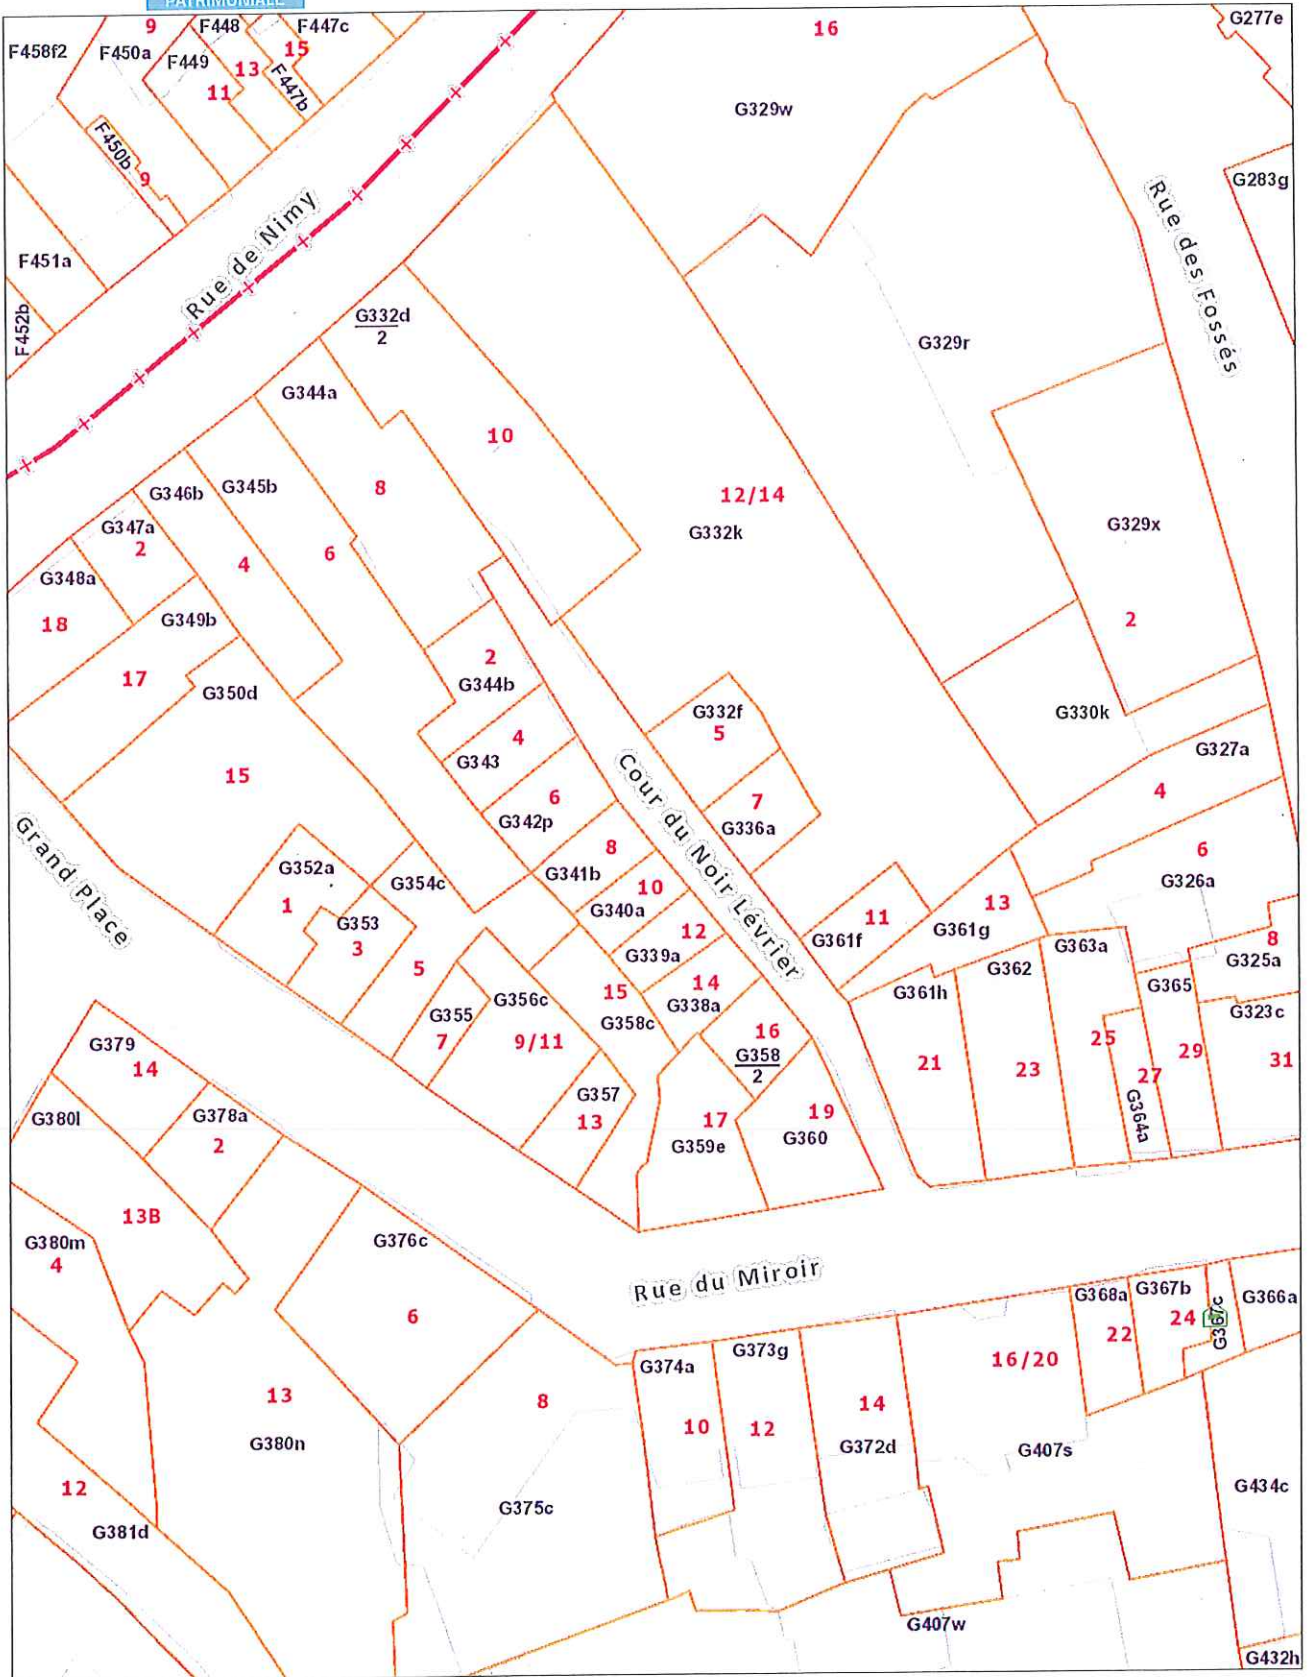 PATRIMONIALE
9
F448
F447c
16
G277e
F458f2
F450a
F449
15
13
11
F447b
G329w
F450b
9
G283g
Rue de Nimy
Rue des Fossés
F451a
F452b
G332d
2
G329r
G344a
10
8
12/14
G332k
G329x
G346b
G345b
G347a
2
4
6
G348a
18
G349b
2
17
2
G344b
G350d
G332f
5
G330k
4
G343
G327a
15
Cour du Noir Lévrier
4
6
G342p
7
G336a
Grand Place
8
6
G352a
G354c
G341b
G326a
1
10
G340a
11
G361f
13
G361g
G353
3
12
G339a
G363a
8
G325a
5
G362
15
14
G338a
G361h
G365
G355
G356c
G358c
G323c
7
9/11
16
G358
2
25
29
31
G379
14
21
23
27
G357
13
G364a
G380l
G378a
2
17
G359e
19
G360
13B
G380m
4
G376c
Rue du Miroir
6
G368a
G367b
G366a
24
G367c
22
G374a
G373g
16/20
13
8
14
10
12
G380n
G372d
G407s
12
G434c
G375c
G381d
G407w
G432h